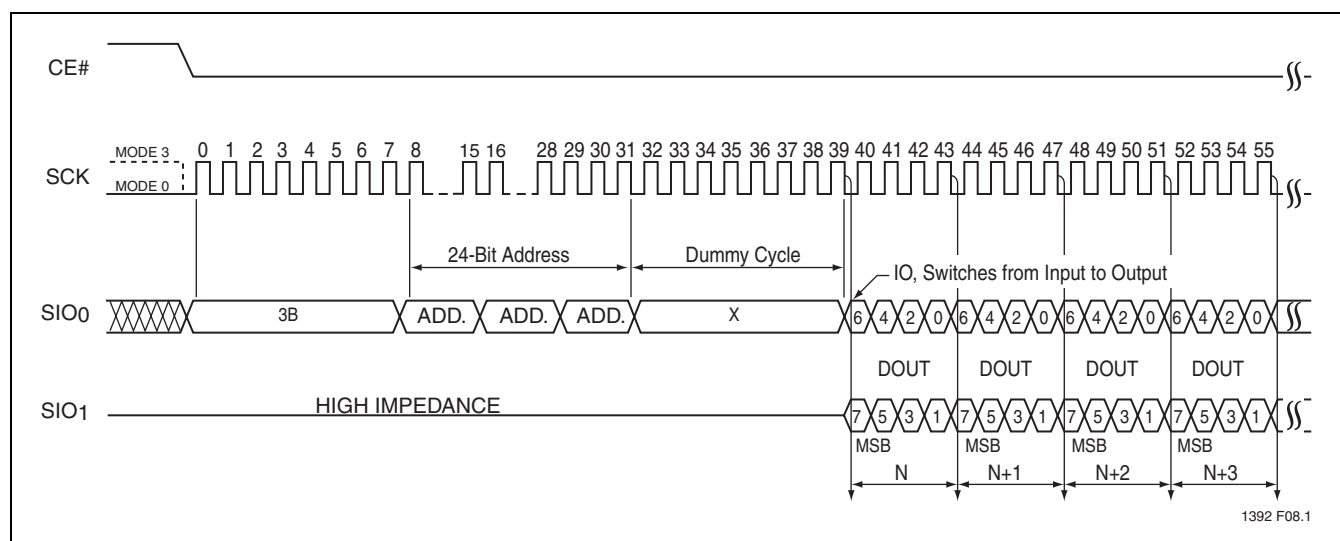 CE#
MODE 3
0 1 2 3 4 5 6 7 8 15 16 28 29 30 31 32 33 34 35 36 37 38 39 40 41 42 43 44 45 46 47 48 49 50 51 52 53 54 55
SCK
MODE 0
24-Bit Address
Dummy Cycle
IO, Switches from Input to Output
SIO0
3B
ADD. ADD. ADD.
X
6 4 2 0 6 4 2 0 6 4 2 0 6 4 2 0
DOUT DOUT DOUT DOUT
SIO1
HIGH IMPEDANCE
7 5 3 1 7 5 3 1 7 5 3 1 7 5 3 1
MSB MSB MSB MSB
N N+1 N+2 N+3
1392 F08.1